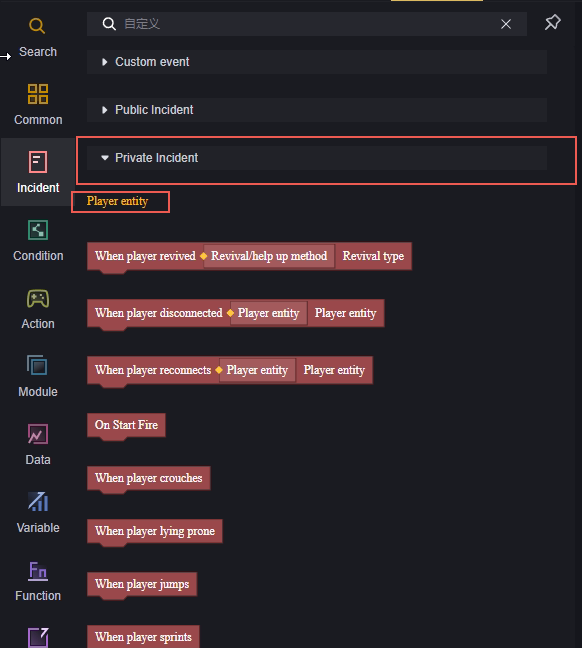 自定义
Search
Custom event
Common
Public Incident
Private Incident
Incident
Player entity
Condition
When player revived Revival/help up method Revival type
Action
When player disconnected Player entity Player entity
Module
When player reconnects Player entity Player entity
Data
On Start Fire
When player crouches
Variable
When player lying prone
Fn
Function
When player jumps
When player sprints